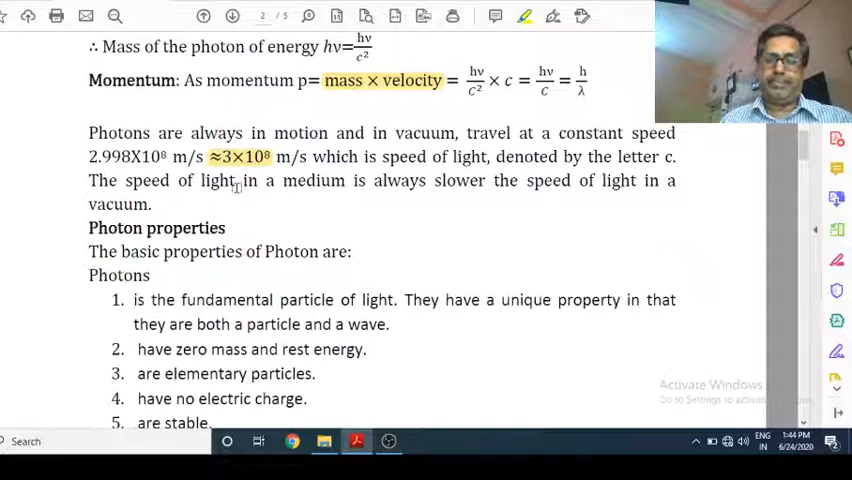 2 / 5
∴ Mass of the photon of energy hν= hν/c²
Momentum: As momentum p= mass × velocity = hν/C² × c = hν/C = h/λ
Photons are always in motion and in vacuum, travel at a constant speed
2.998X10⁸ m/s ≈3×10⁸ m/s which is speed of light, denoted by the letter c.
The speed of light in a medium is always slower the speed of light in a
vacuum.
Photon properties
The basic properties of Photon are:
Photons
1. is the fundamental particle of light. They have a unique property in that
they are both a particle and a wave.
2. have zero mass and rest energy.
3. are elementary particles.
4. have no electric charge.
5. are stable.
Activate Windows
Go to Settings to activate Windows.
Search
ENG
IN
1:44 PM
6/24/2020
2